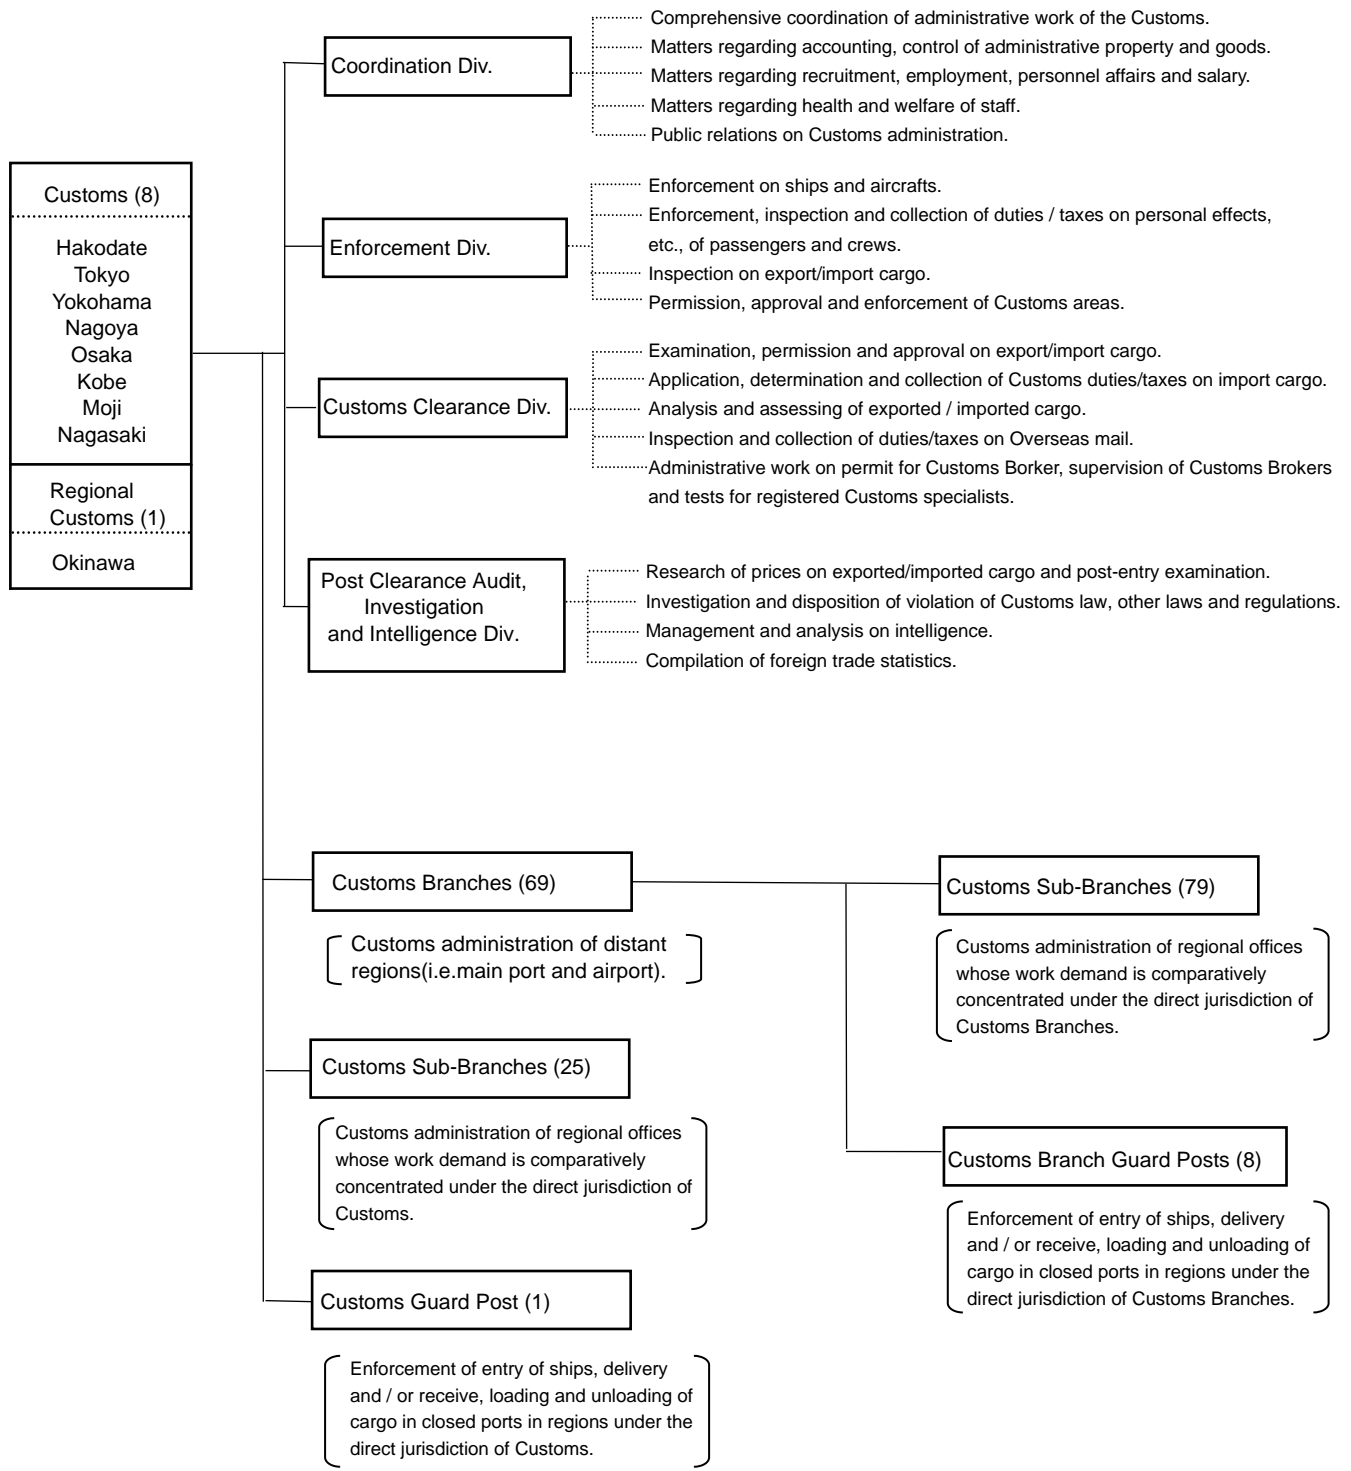 Customs (8)
Hakodate
Tokyo
Yokohama
Nagoya
Osaka
Kobe
Moji
Nagasaki
Regional
Customs (1)
Okinawa
Coordination Div.
Comprehensive coordination of administrative work of the Customs.
Matters regarding accounting, control of administrative property and goods.
Matters regarding recruitment, employment, personnel affairs and salary.
Matters regarding health and welfare of staff.
Public relations on Customs administration.
Enforcement Div.
Enforcement on ships and aircrafts.
Enforcement, inspection and collection of duties / taxes on personal effects,
etc., of passengers and crews.
Inspection on export/import cargo.
Permission, approval and enforcement of Customs areas.
Customs Clearance Div.
Examination, permission and approval on export/import cargo.
Application, determination and collection of Customs duties/taxes on import cargo.
Analysis and assessing of exported / imported cargo.
Inspection and collection of duties/taxes on Overseas mail.
Administrative work on permit for Customs Borker, supervision of Customs Brokers
and tests for registered Customs specialists.
Post Clearance Audit,
Investigation
and Intelligence Div.
Research of prices on exported/imported cargo and post-entry examination.
Investigation and disposition of violation of Customs law, other laws and regulations.
Management and analysis on intelligence.
Compilation of foreign trade statistics.
Customs Branches (69)
Customs administration of distant
regions(i.e.main port and airport).
Customs Sub-Branches (25)
Customs administration of regional offices
whose work demand is comparatively
concentrated under the direct jurisdiction of
Customs.
Customs Guard Post (1)
Enforcement of entry of ships, delivery
and / or receive, loading and unloading of
cargo in closed ports in regions under the
direct jurisdiction of Customs.
Customs Sub-Branches (79)
Customs administration of regional offices
whose work demand is comparatively
concentrated under the direct jurisdiction of
Customs Branches.
Customs Branch Guard Posts (8)
Enforcement of entry of ships, delivery
and / or receive, loading and unloading of
cargo in closed ports in regions under the
direct jurisdiction of Customs Branches.